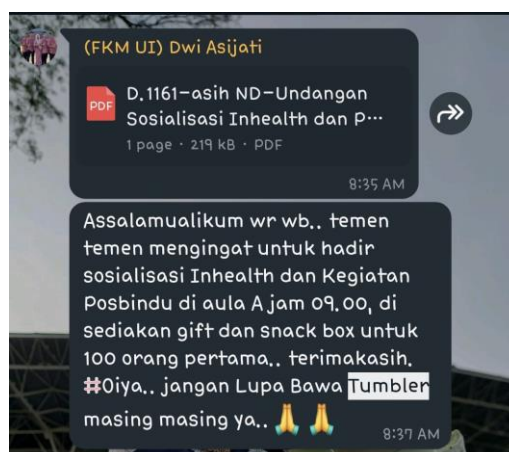 (FKM UI) Dwi Asijati
PDF
D.1161-asih ND-Undangan
Sosialisasi Inhealth dan P...
1 page · 219 kB · PDF
8:35 AM
Assalamualikum wr wb.. temen
temen mengingat untuk hadir
sosialisasi Inhealth dan Kegiatan
Posbindu di aula A jam 09.00, di
sediakan gift dan snack box untuk
100 orang pertama.. terimakasih.
#Oiya.. jangan Lupa Bawa Tumbler
masing masing ya.. 🙏 🙏
8:37 AM